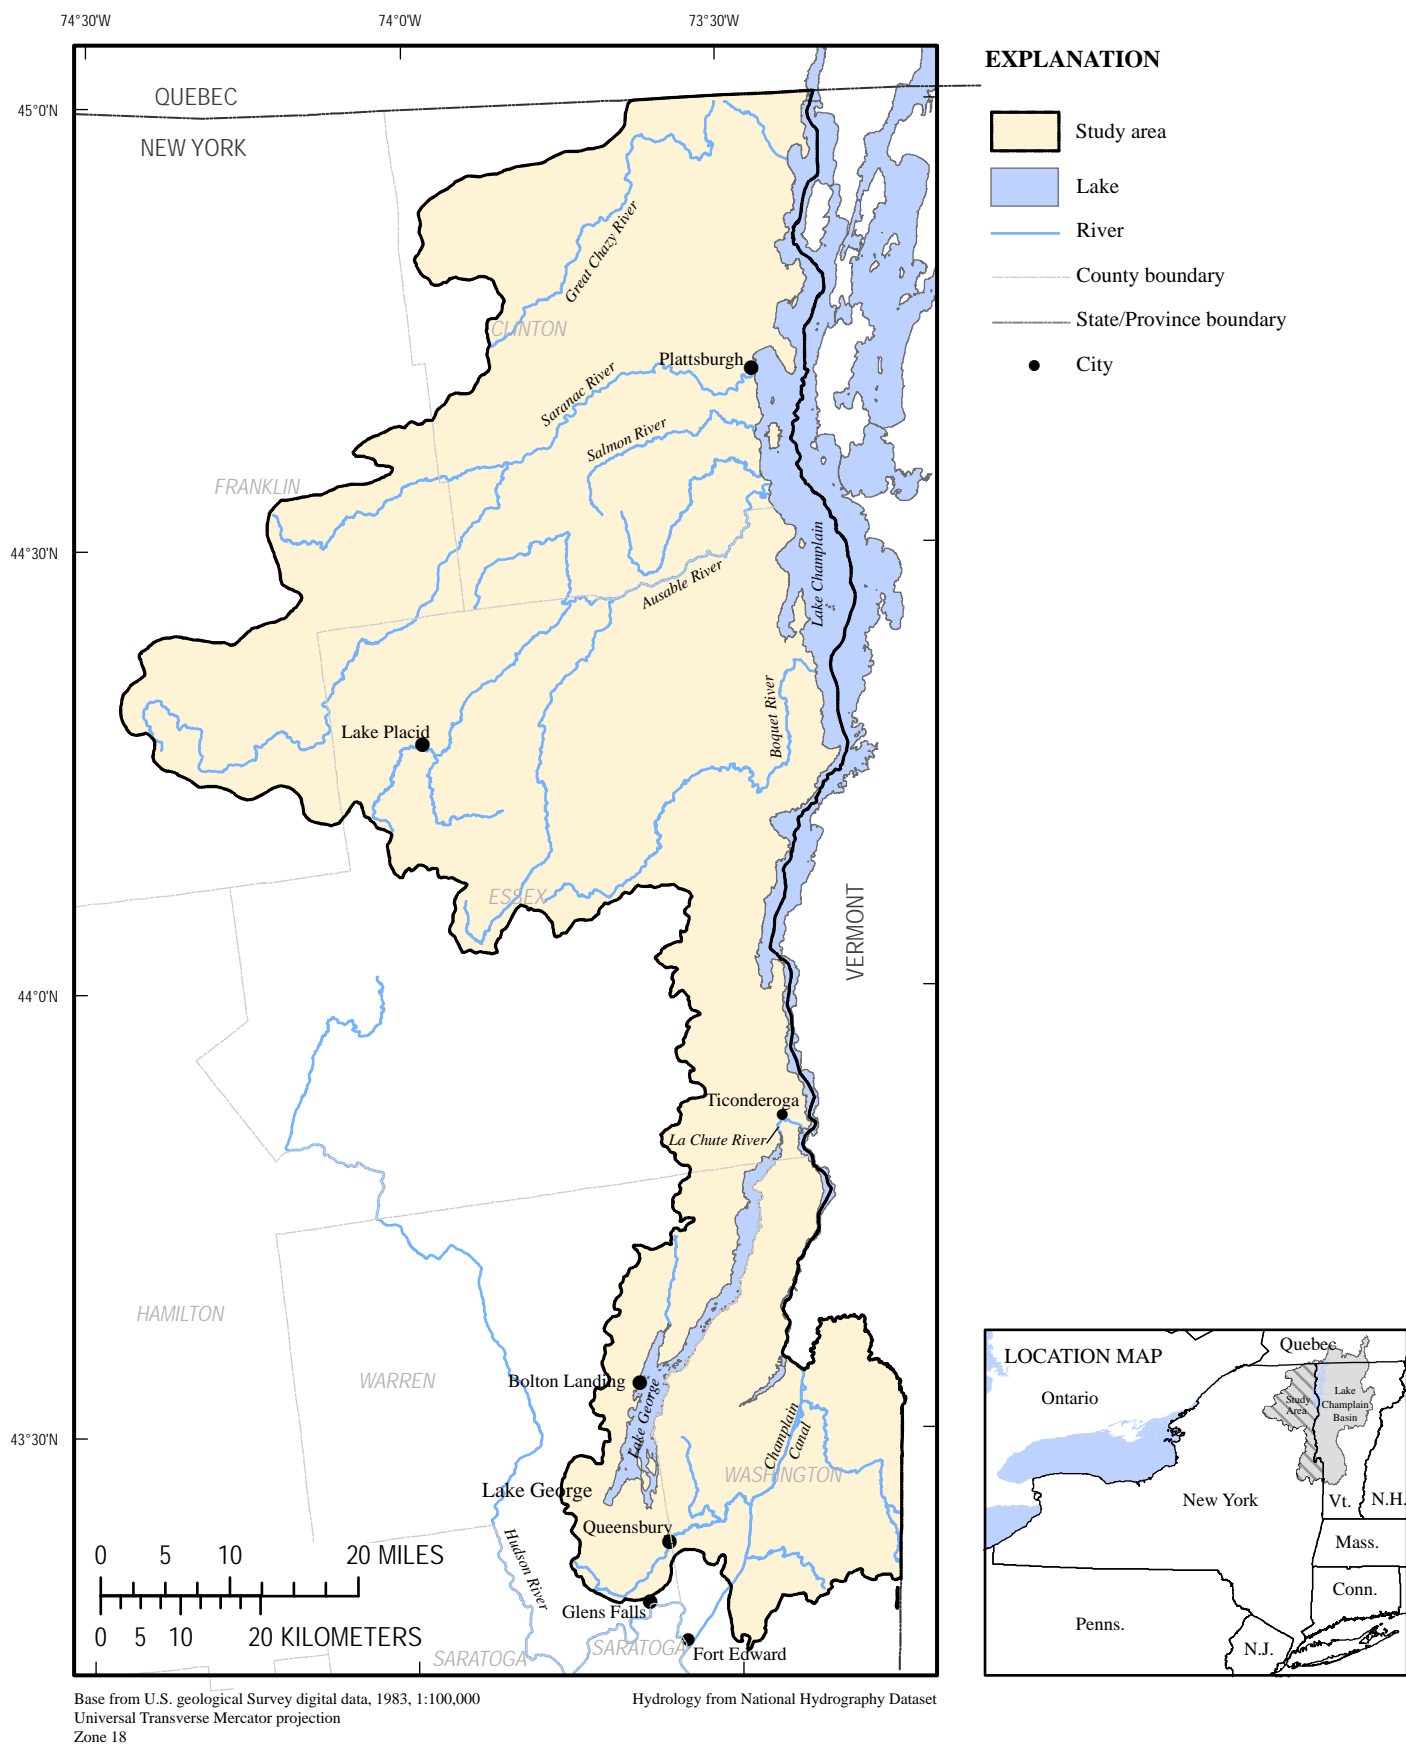 74°30'W
74°0'W
73°30'W
45°0'N
44°30'N
44°0'N
43°30'N
QUEBEC
NEW YORK
Great Chazy River
CLINTON
Plattsburgh
Saranac River
Salmon River
FRANKLIN
Lake Champlain
Ausable River
Boquet River
Lake Placid
ESSEX
VERMONT
Ticonderoga
La Chute River
HAMILTON
WARREN
Bolton Landing
Lake George
Champlain
Canal
WASHINGTON
Lake George
Queensbury
Hudson River
Glens Falls
SARATOGA
SARATOGA
Fort Edward
0 5 10 20 MILES
0 5 10 20 KILOMETERS
Base from U.S. geological Survey digital data, 1983, 1:100,000
Universal Transverse Mercator projection
Zone 18
Hydrology from National Hydrography Dataset
EXPLANATION
Study area
Lake
River
County boundary
State/Province boundary
City
LOCATION MAP
Quebec
Ontario
Study
Area
Lake
Champlain
Basin
New York
Vt.
N.H.
Mass.
Conn.
Penns.
N.J.